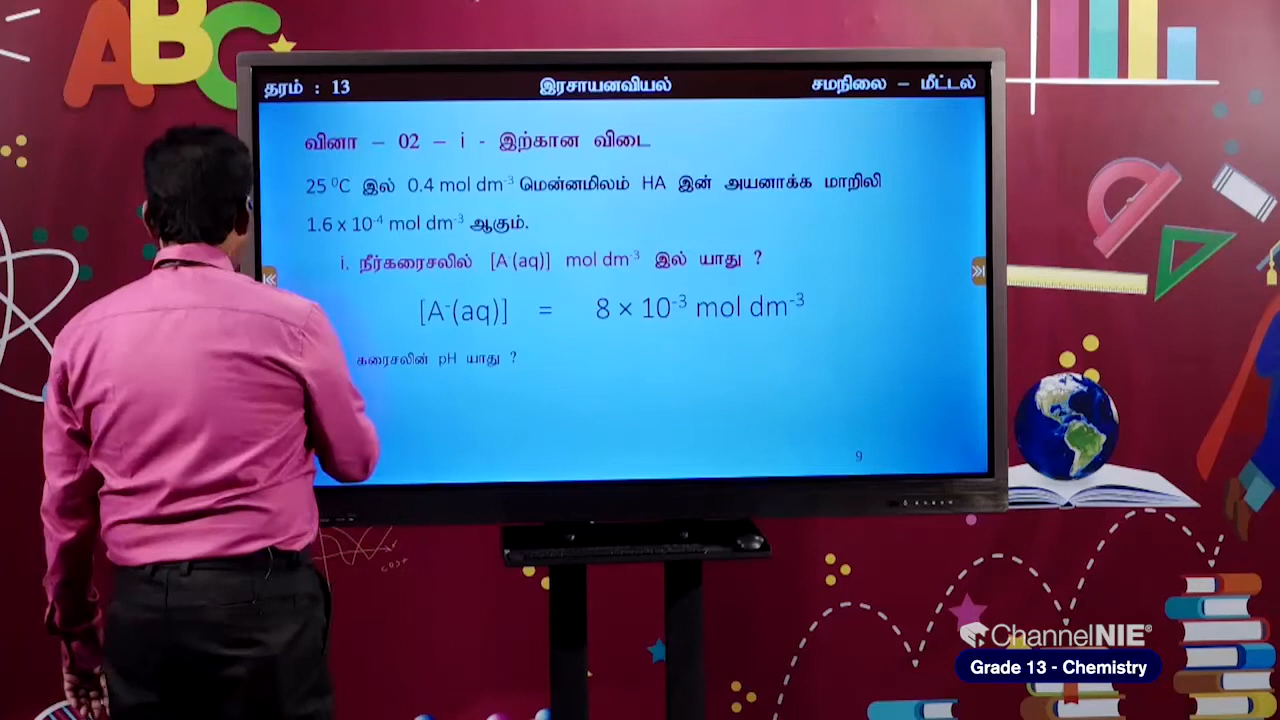 ABC
தரம் : 13 இரசாயனவியல் சமநிலை – மீட்டல்
வினா – 02 – i - இற்கான விடை
25 ⁰C இல் 0.4 mol dm⁻³ மென்னமிலம் HA இன் அயனாக்க மாறிலி
1.6 x 10⁻⁴ mol dm⁻³ ஆகும்.
i. நீர்கரைசலில் [A⁻(aq)] mol dm⁻³ இல் யாது ?
[A⁻(aq)] = 8 × 10⁻³ mol dm⁻³
கரைசலின் pH யாது ?
9
ChannelNIE®
Grade 13 - Chemistry